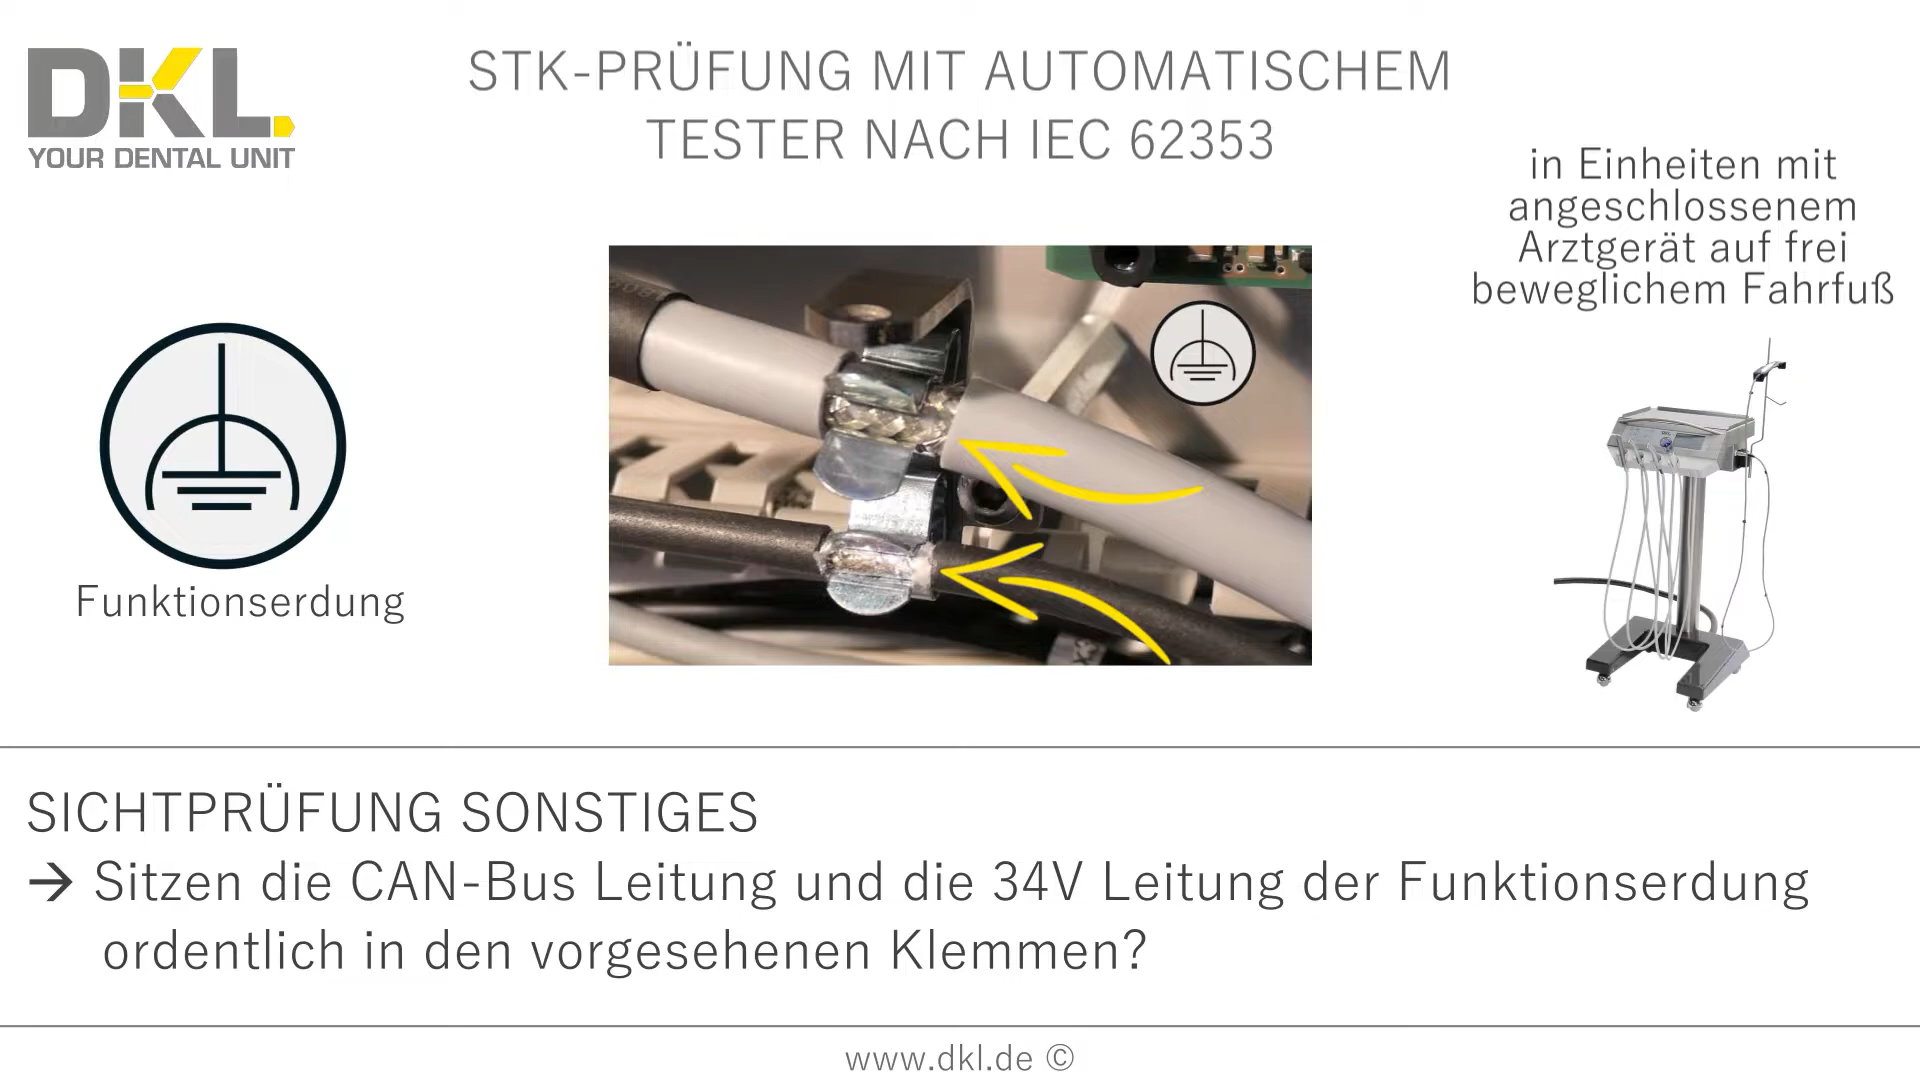 DKL.
YOUR DENTAL UNIT
STK-PRÜFUNG MIT AUTOMATISCHEM
TESTER NACH IEC 62353
in Einheiten mit
angeschlossenem
Arztgerät auf frei
beweglichem Fahrfuß
Funktionserdung
SICHTPRÜFUNG SONSTIGES
→ Sitzen die CAN-Bus Leitung und die 34V Leitung der Funktionserdung
ordentlich in den vorgesehenen Klemmen?
www.dkl.de ©